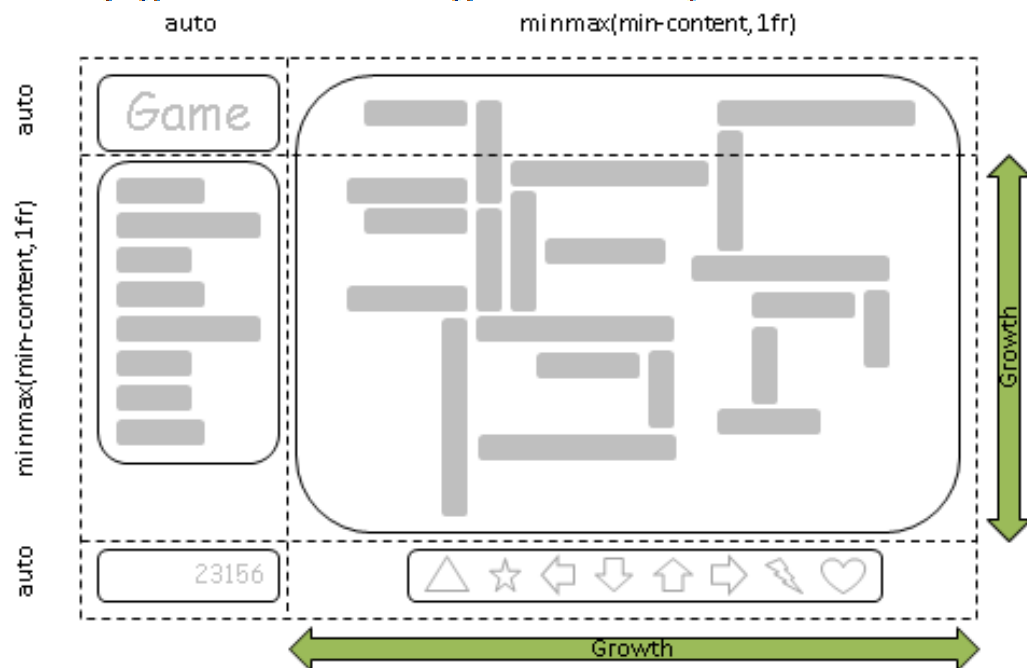 auto
minmax(min-content, 1fr)
auto
Game
minmax(min-content, 1fr)
Growth
auto
23156
Growth